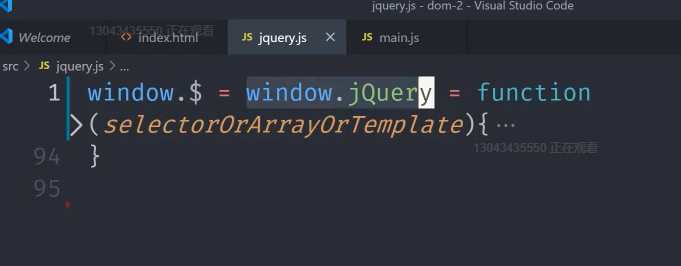 jquery.js - dom-2 - Visual Studio Code
Welcome <> index.html JS jquery.js × JS main.js
13043435550 正在观看
src > JS jquery.js > ...
1 window.$ = window.jQuery = function
(selectorOrArrayOrTemplate){ ...
13043435550 正在观看
94 }
95